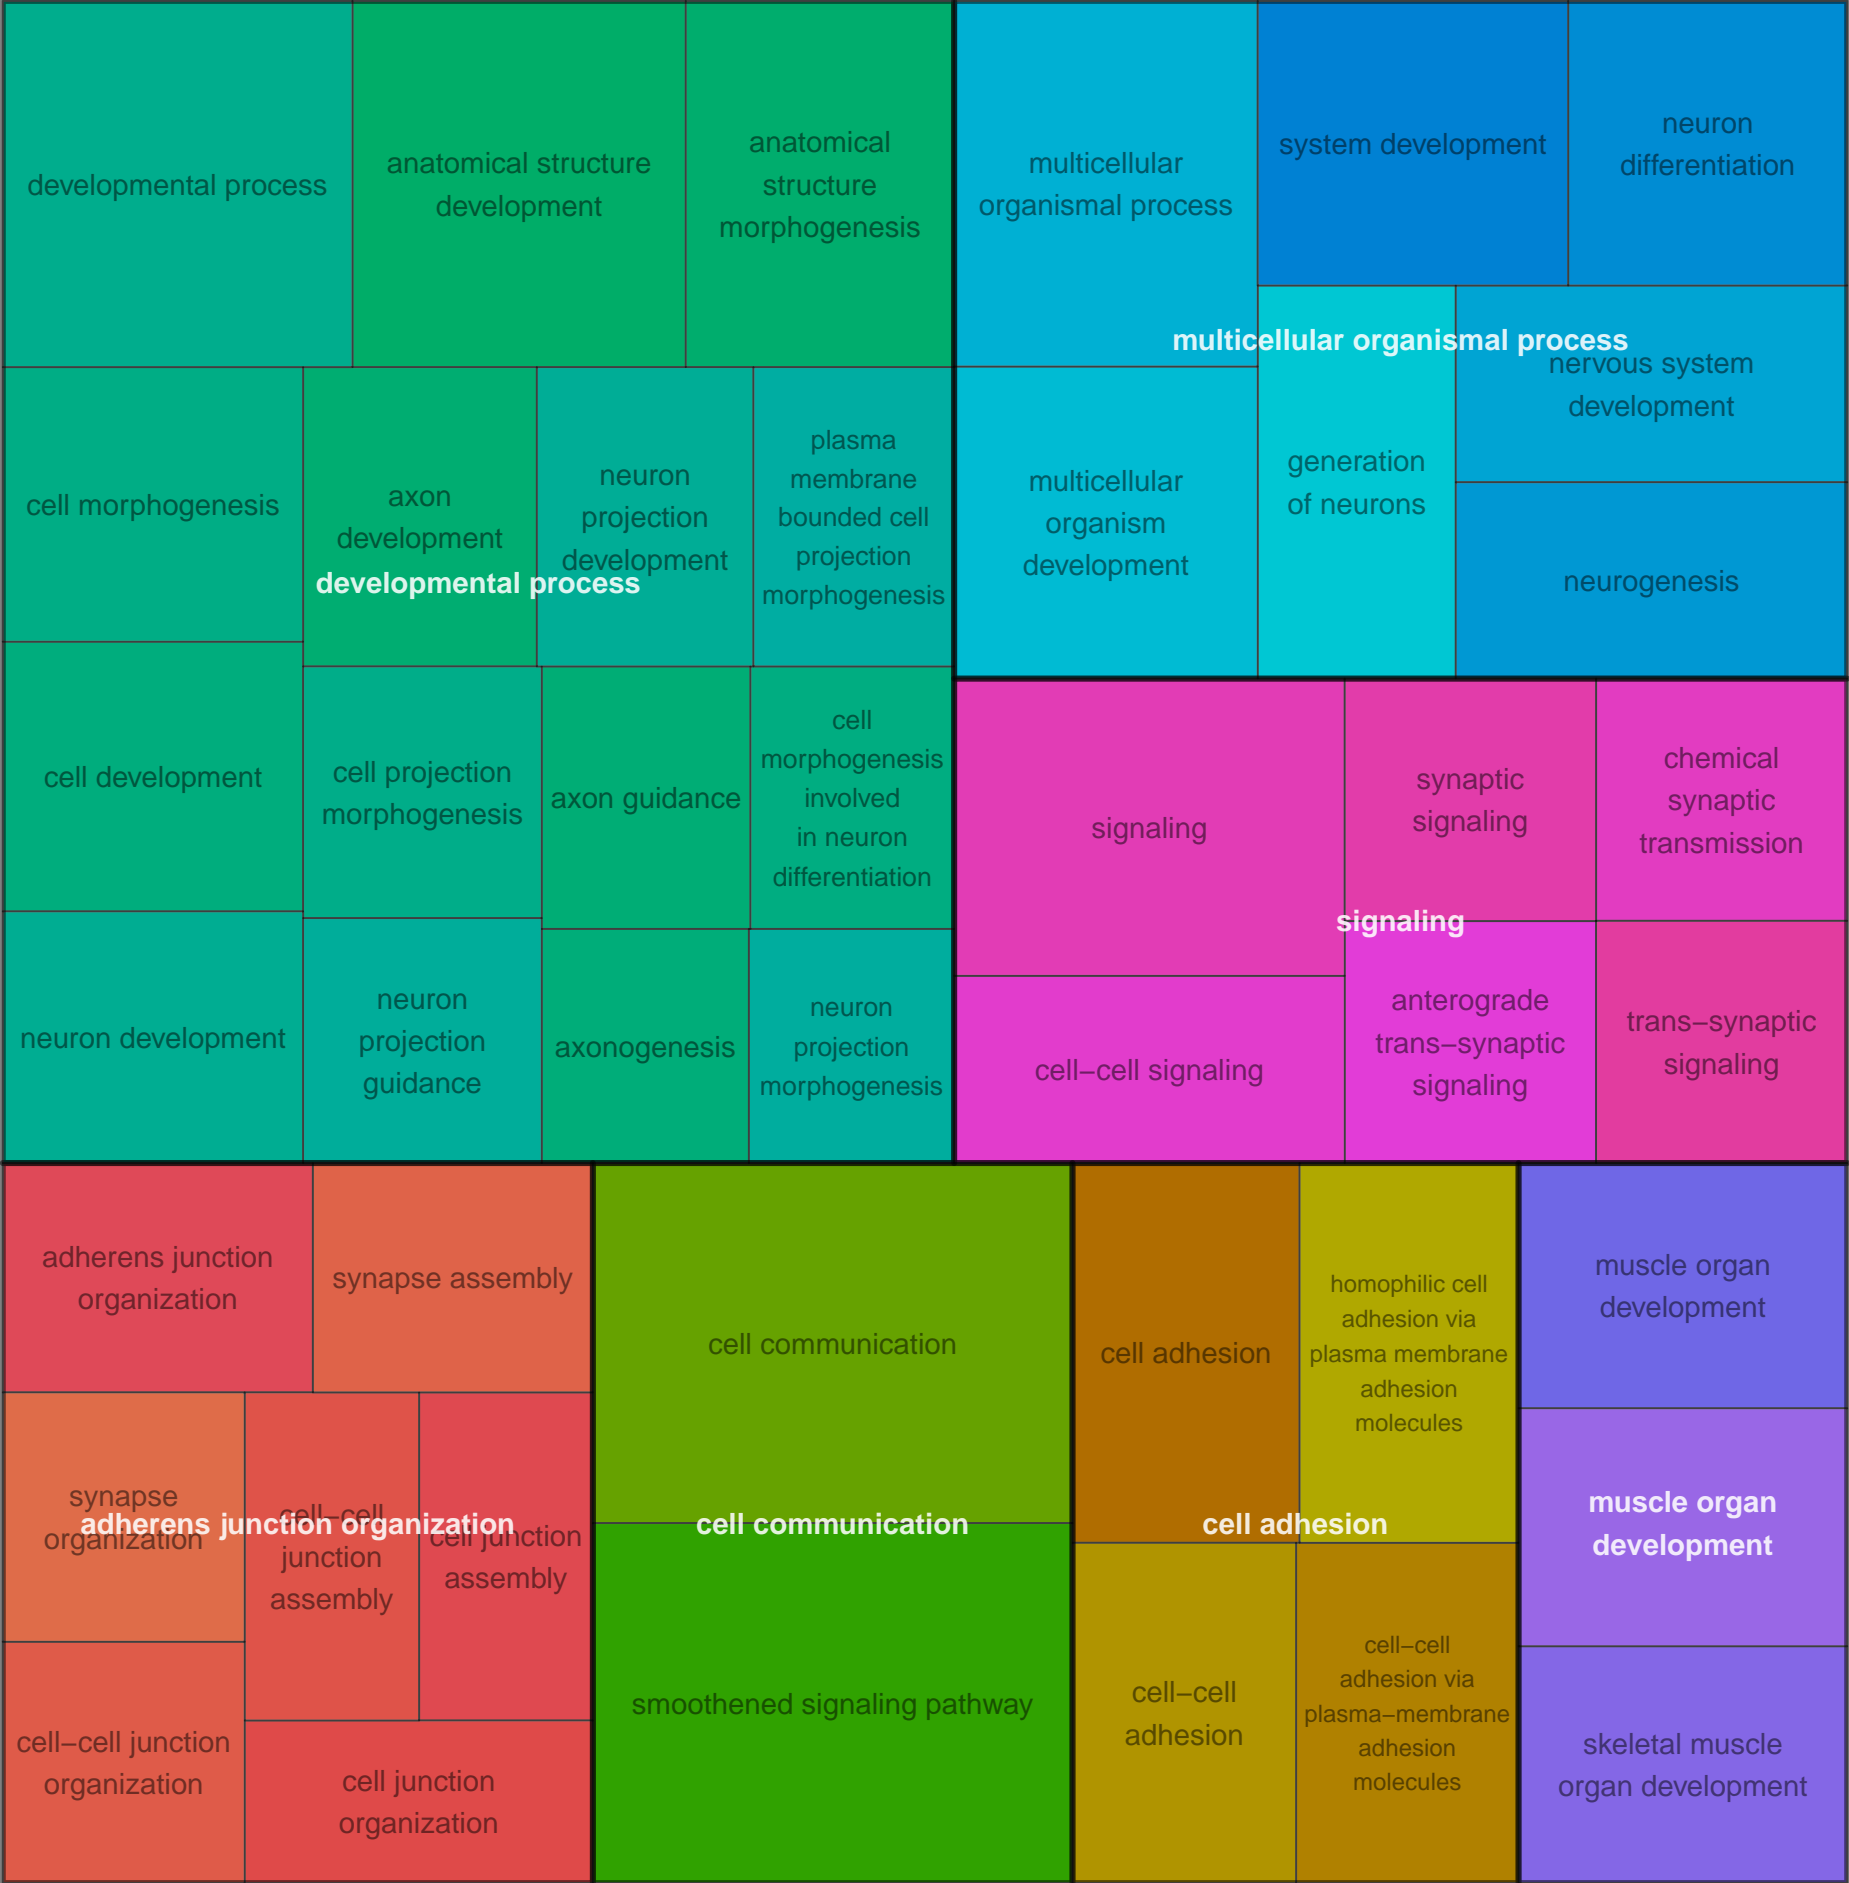 developmental process
anatomical structure
development
anatomical
structure
morphogenesis
cell morphogenesis
axon
development
neuron
projection
development
plasma
membrane
bounded cell
projection
morphogenesis
developmental process
cell development
cell projection
morphogenesis
axon guidance
cell
morphogenesis
involved
in neuron
differentiation
neuron development
neuron
projection
guidance
axonogenesis
neuron
projection
morphogenesis
multicellular
organismal process
system development
neuron
differentiation
multicellular organismal process
nervous system
development
multicellular
organism
development
generation
of neurons
neurogenesis
signaling
synaptic
signaling
chemical
synaptic
transmission
signaling
cell–cell signaling
anterograde
trans–synaptic
signaling
trans–synaptic
signaling
adherens junction
organization
synapse assembly
synapse
organization
cell–cell
junction
assembly
cell junction
assembly
adherens junction organization
cell–cell junction
organization
cell junction
organization
cell communication
cell communication
smoothened signaling pathway
cell adhesion
homophilic cell
adhesion via
plasma membrane
adhesion
molecules
cell adhesion
cell–cell
adhesion
cell–cell
adhesion via
plasma–membrane
adhesion
molecules
muscle organ
development
muscle organ
development
skeletal muscle
organ development